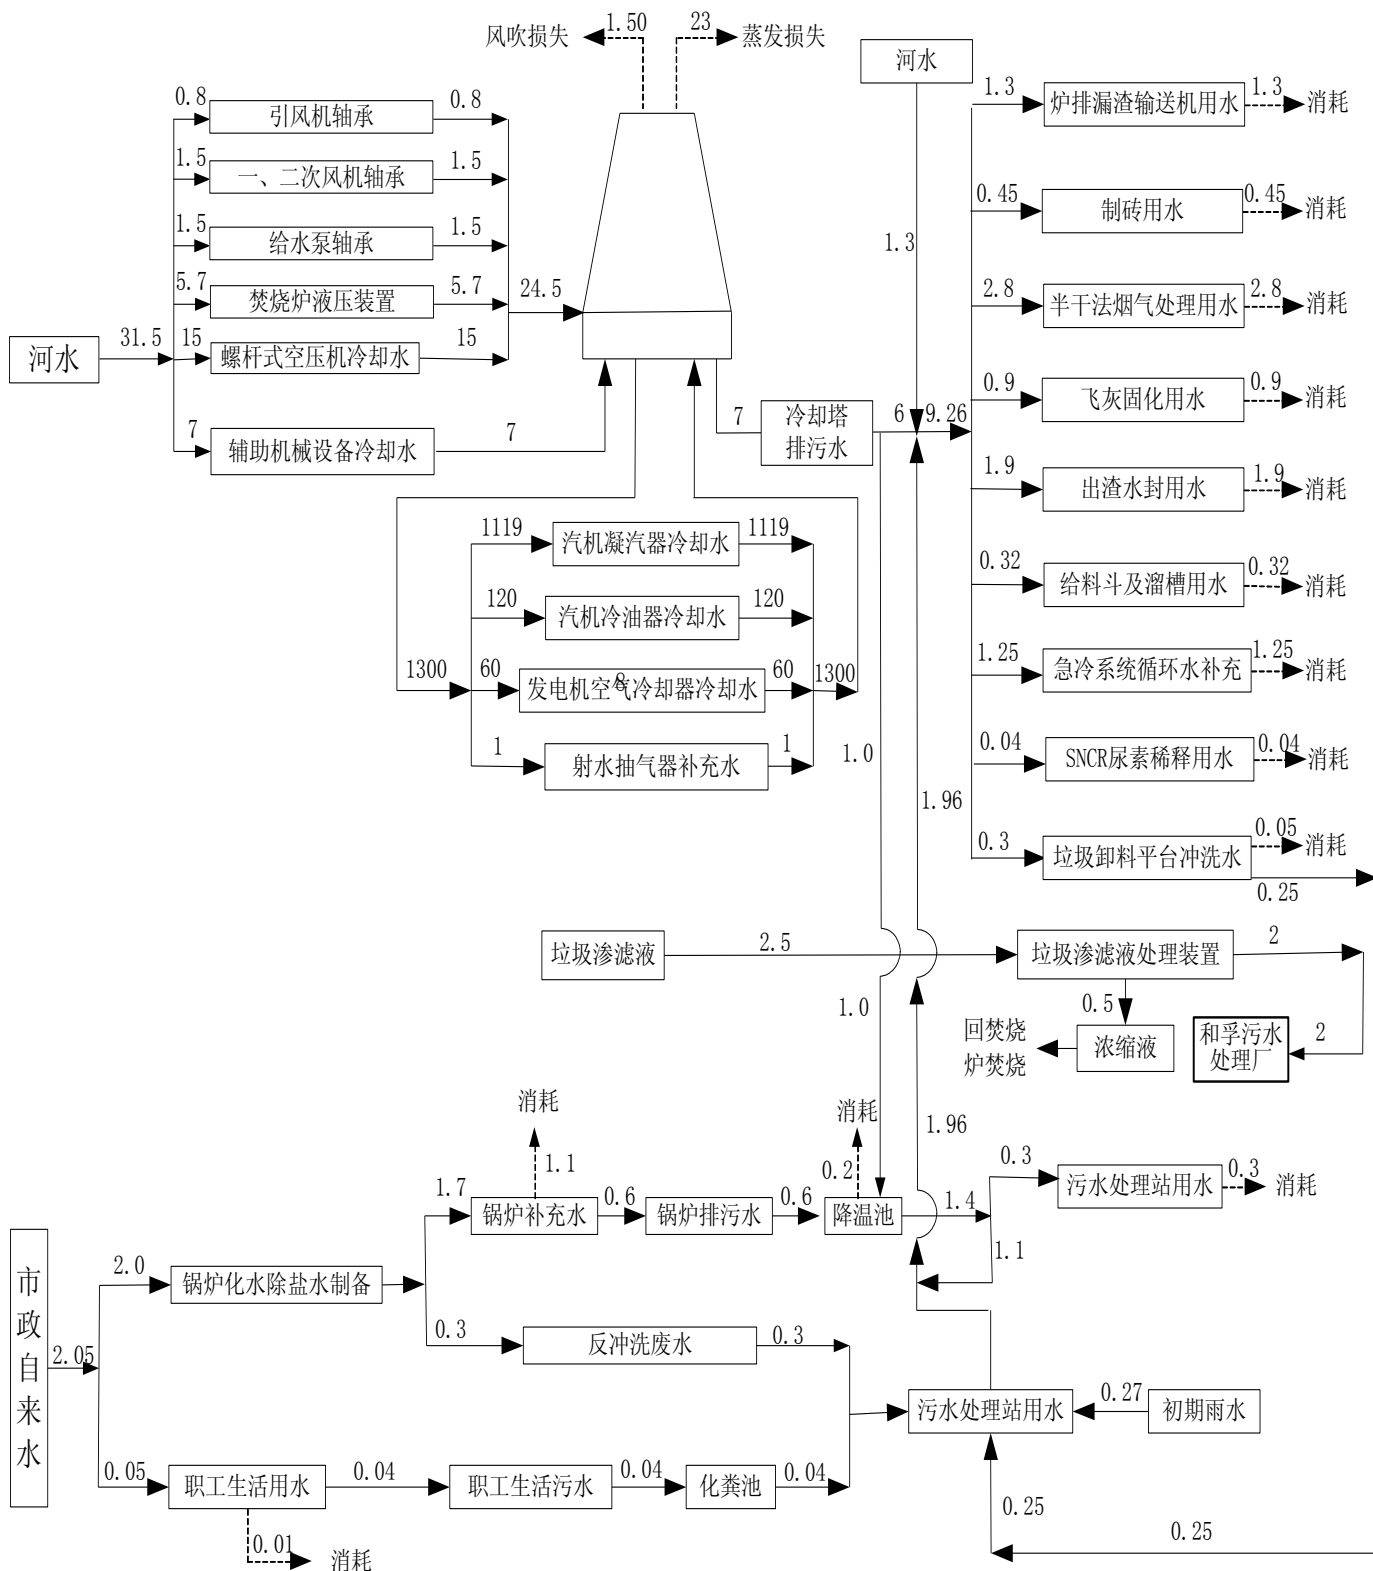 风吹损失
1.50
23
蒸发损失
河水
0.8
引风机轴承
0.8
1.5
一、二次风机轴承
1.5
1.5
给水泵轴承
1.5
5.7
焚烧炉液压装置
5.7
24.5
河水
31.5
15
螺杆式空压机冷却水
15
7
辅助机械设备冷却水
7
7
冷却塔
排污水
6
9.26
1.3
1.3
炉排漏渣输送机用水
1.3
消耗
0.45
制砖用水
0.45
消耗
2.8
半干法烟气处理用水
2.8
消耗
0.9
飞灰固化用水
0.9
消耗
1.9
出渣水封用水
1.9
消耗
0.32
给料斗及溜槽用水
0.32
消耗
1.25
急冷系统循环水补充
1.25
消耗
0.04
SNCR尿素稀释用水
0.04
消耗
0.3
垃圾卸料平台冲洗水
0.05
消耗
0.25
1119
汽机凝汽器冷却水
1119
120
汽机冷油器冷却水
120
1300
60
发电机空气冷却器冷却水
8
60
1300
1
射水抽气器补充水
1
1.0
1.96
垃圾渗滤液
2.5
垃圾渗滤液处理装置
2
0.5
1.0
回焚烧
炉焚烧
浓缩液
和孚污水
处理厂
2
消耗
1.1
消耗
0.2
1.96
1.7
锅炉补充水
0.6
锅炉排污水
0.6
降温池
1.4
0.3
污水处理站用水
0.3
消耗
1.1
市政自来水
2.05
2.0
锅炉化水除盐水制备
0.3
反冲洗废水
0.3
污水处理站用水
0.27
初期雨水
0.05
职工生活用水
0.04
职工生活污水
0.04
化粪池
0.04
0.01
消耗
0.25
0.25